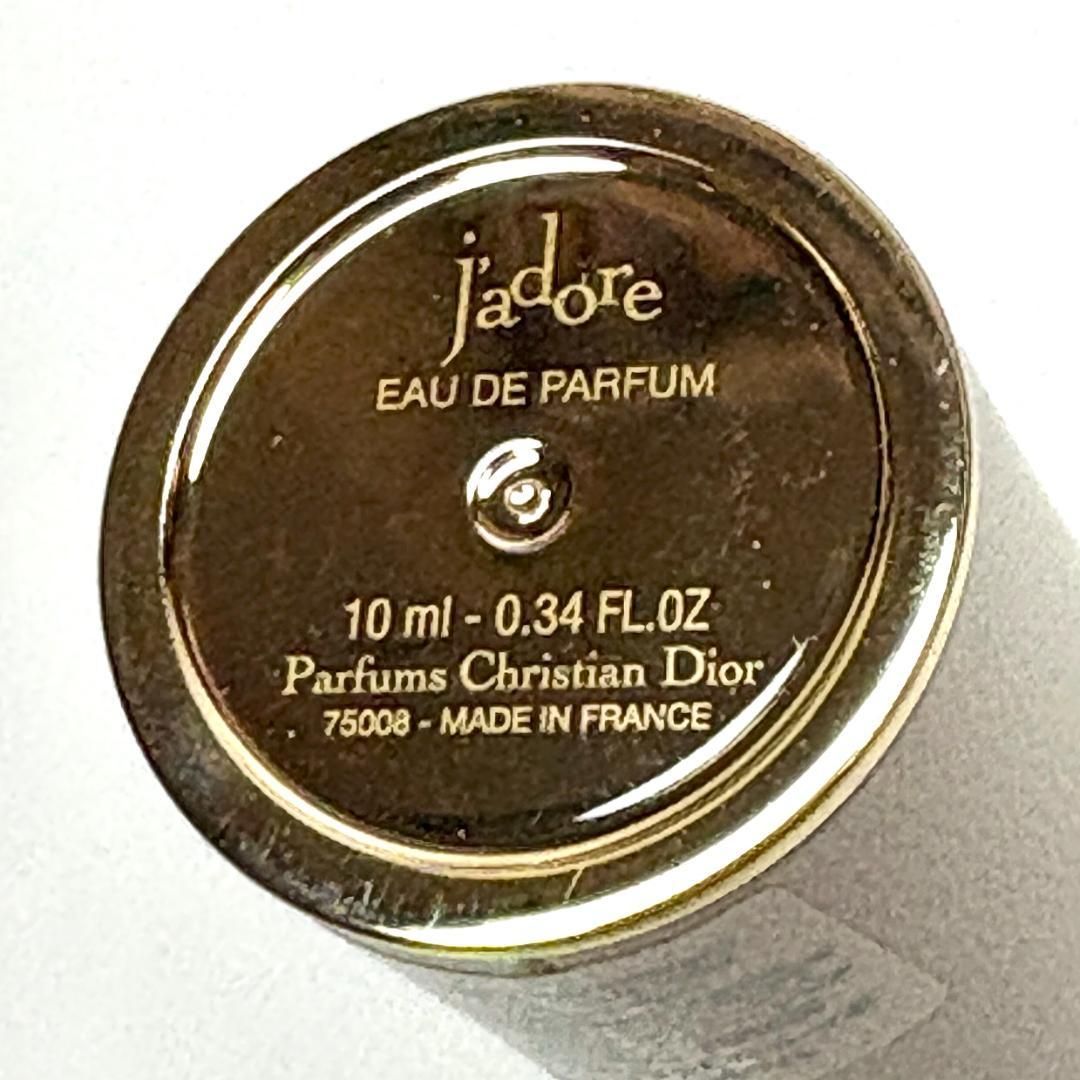 j'adore
EAU DE PARFUM
10 ml - 0.34 FL.OZ
Parfums Christian Dior
75008 - MADE IN FRANCE